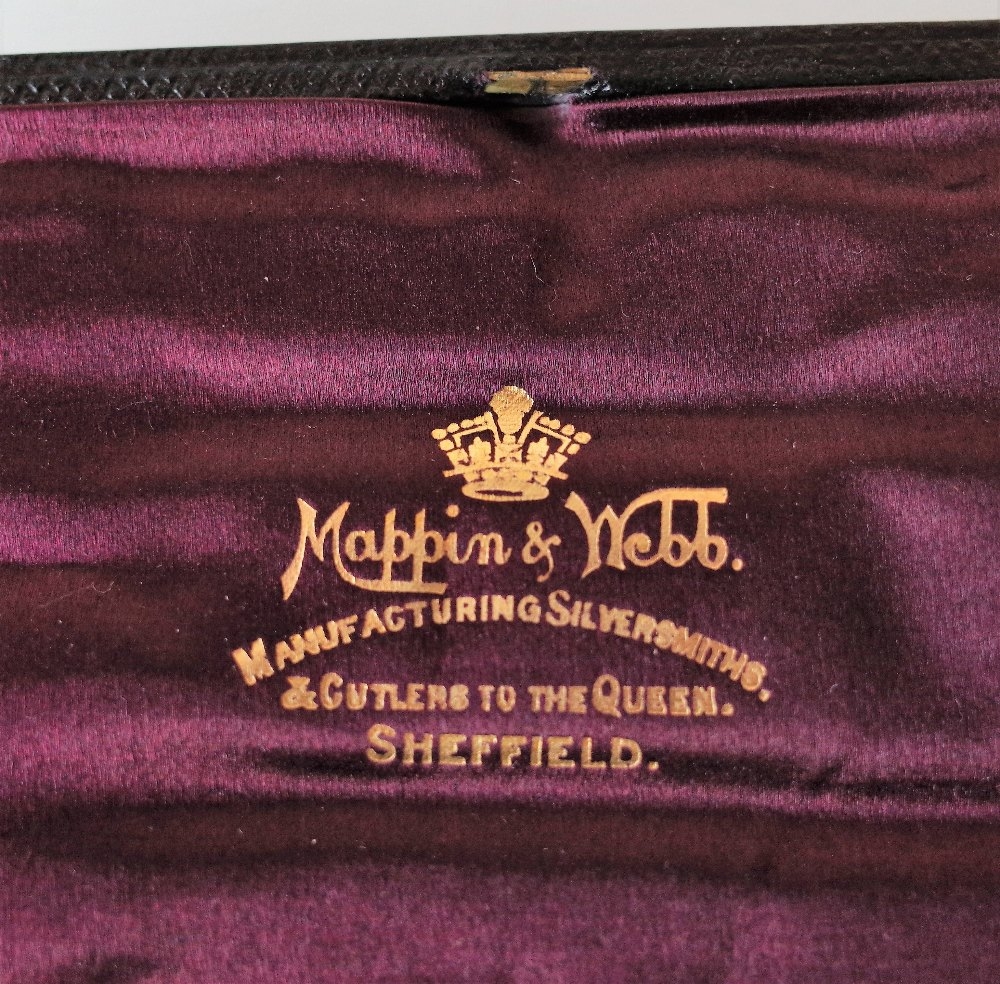 Mappin & Webb.
MANUFACTURING SILVERSMITHS.
& CUTLERS TO THE QUEEN.
SHEFFIELD.